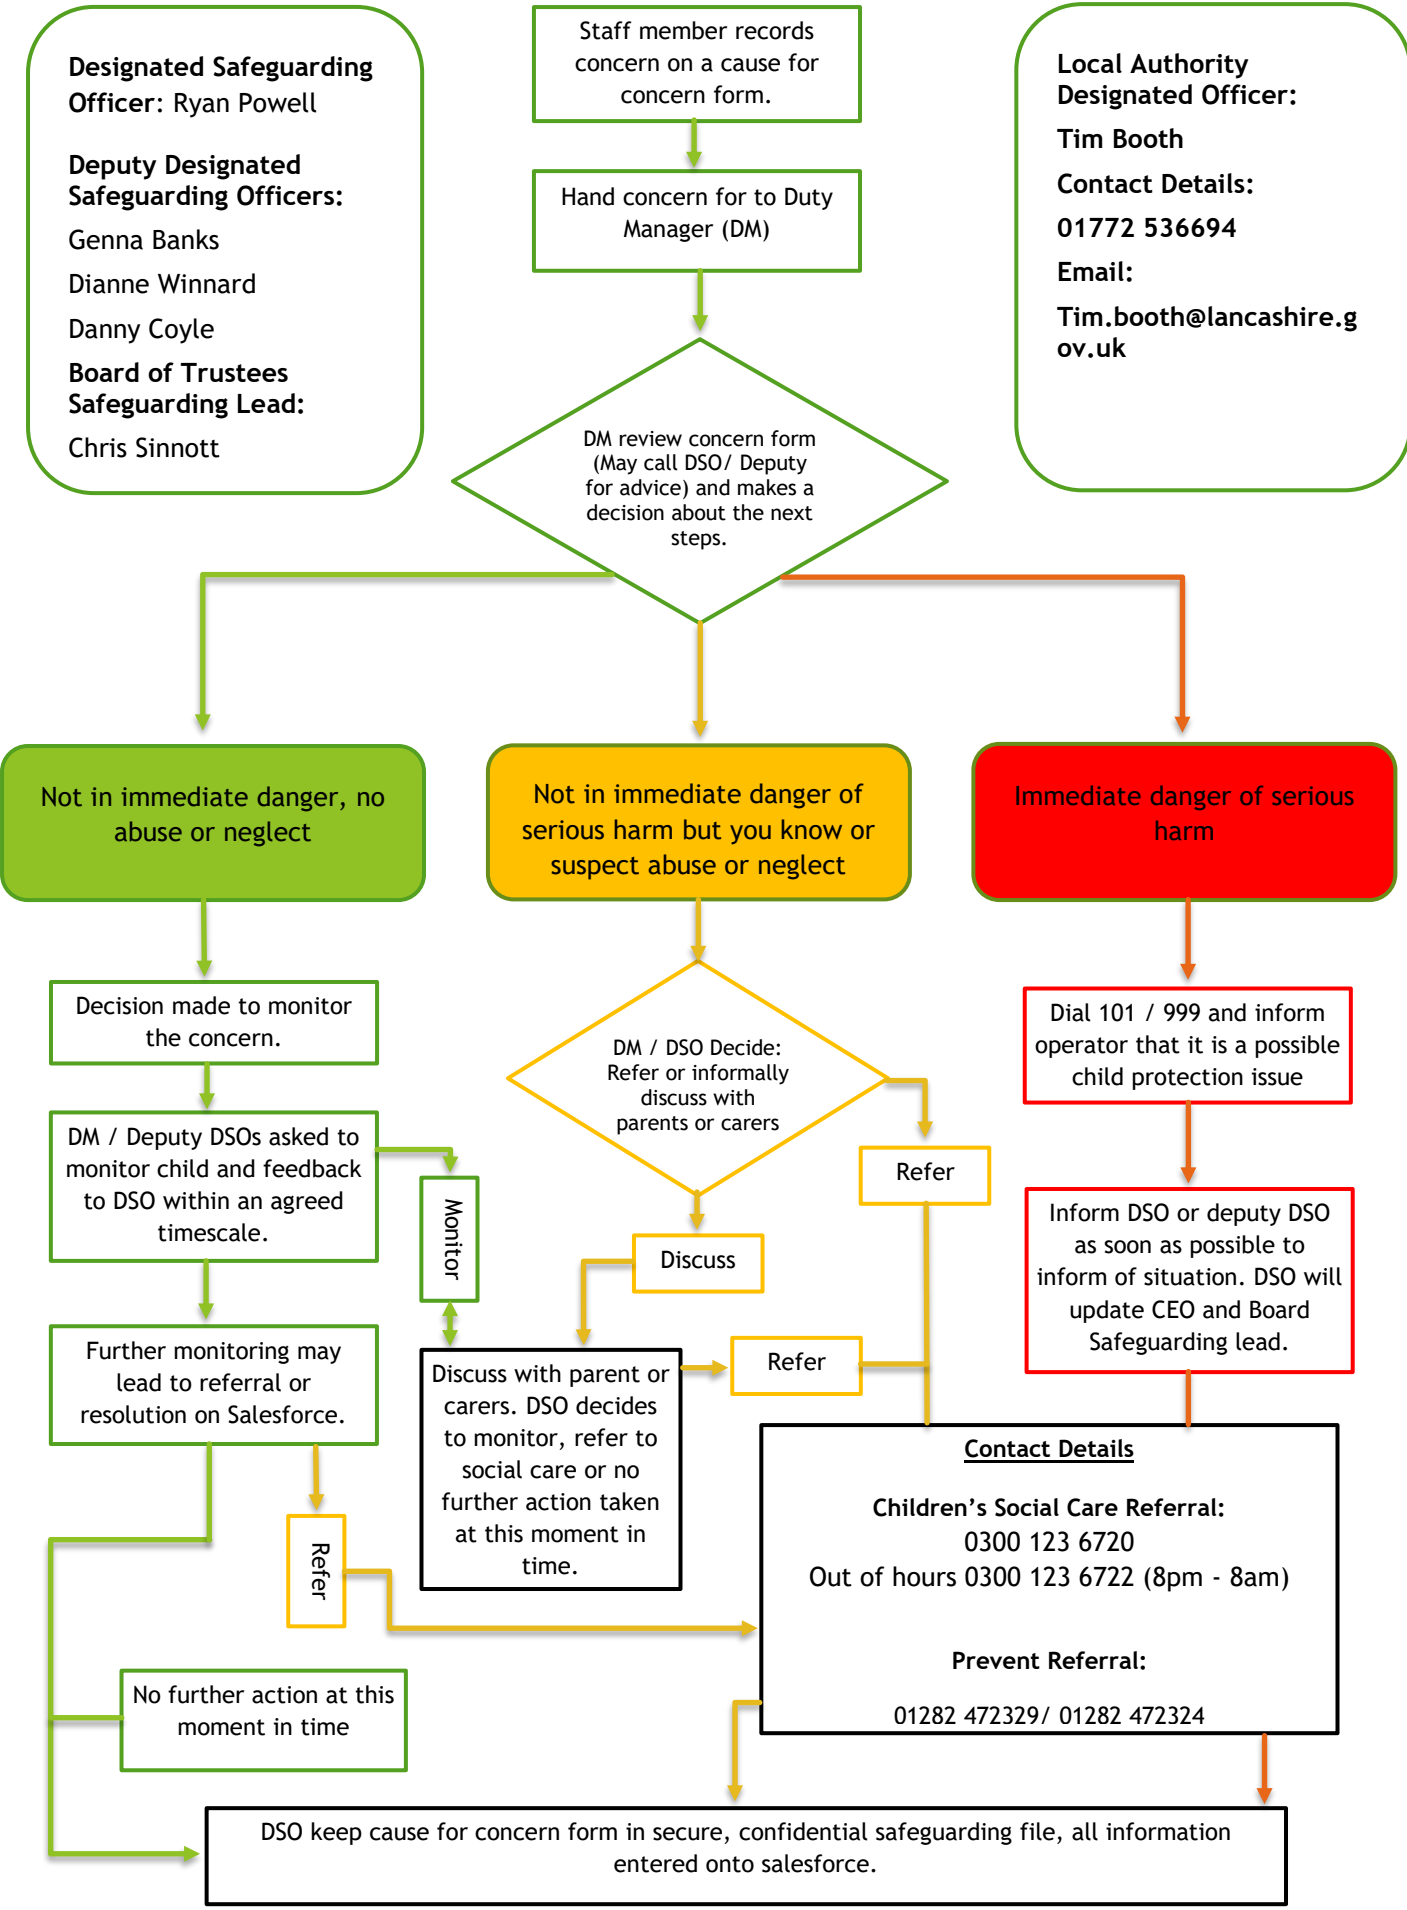 Designated Safeguarding
Officer: Ryan Powell
Deputy Designated
Safeguarding Officers:
Genna Banks
Dianne Winnard
Danny Coyle
Board of Trustees
Safeguarding Lead:
Chris Sinnott
Staff member records
concern on a cause for
concern form.
Hand concern for to Duty
Manager (DM)
Local Authority
Designated Officer:
Tim Booth
Contact Details:
01772 536694
Email:
Tim.booth@lancashire.g
ov.uk
DM review concern form
(May call DSO/ Deputy
for advice) and makes a
decision about the next
steps.
Not in immediate danger, no
abuse or neglect
Not in immediate danger of
serious harm but you know or
suspect abuse or neglect
Immediate danger of serious
harm
Decision made to monitor
the concern.
DM / Deputy DSOs asked to
monitor child and feedback
to DSO within an agreed
timescale.
Monitor
Further monitoring may
lead to referral or
resolution on Salesforce.
Refer
No further action at this
moment in time
DM / DSO Decide:
Refer or informally
discuss with
parents or carers
Refer
Discuss
Discuss with parent or
carers. DSO decides
to monitor, refer to
social care or no
further action taken
at this moment in
time.
Refer
Dial 101 / 999 and inform
operator that it is a possible
child protection issue
Inform DSO or deputy DSO
as soon as possible to
inform of situation. DSO will
update CEO and Board
Safeguarding lead.
Contact Details
Children’s Social Care Referral:
0300 123 6720
Out of hours 0300 123 6722 (8pm - 8am)
Prevent Referral:
01282 472329/ 01282 472324
DSO keep cause for concern form in secure, confidential safeguarding file, all information
entered onto salesforce.